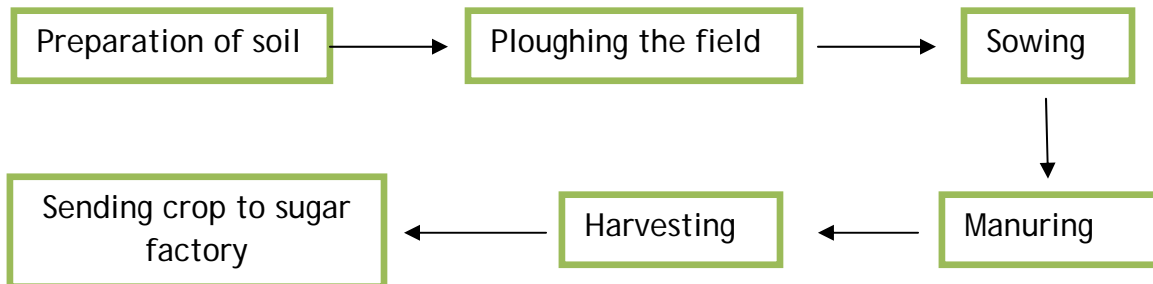 Preparation of soil
Ploughing the field
Sowing
Manuring
Harvesting
Sending crop to sugar
factory